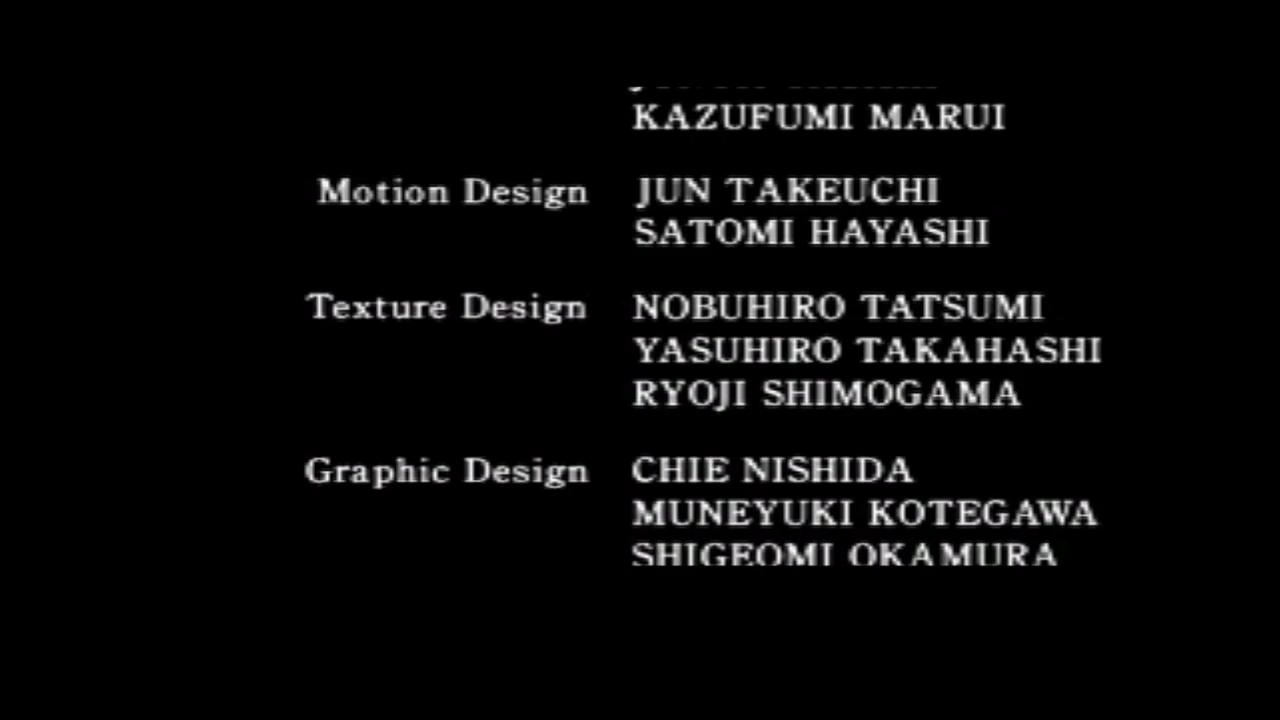 KAZUFUMI MARUI
Motion Design JUN TAKEUCHI
SATOMI HAYASHI
Texture Design NOBUHIRO TATSUMI
YASUHIRO TAKAHASHI
RYOJI SHIMOGAMA
Graphic Design CHIE NISHIDA
MUNEYUKI KOTEGAWA
SHIGEOMI OKAMURA